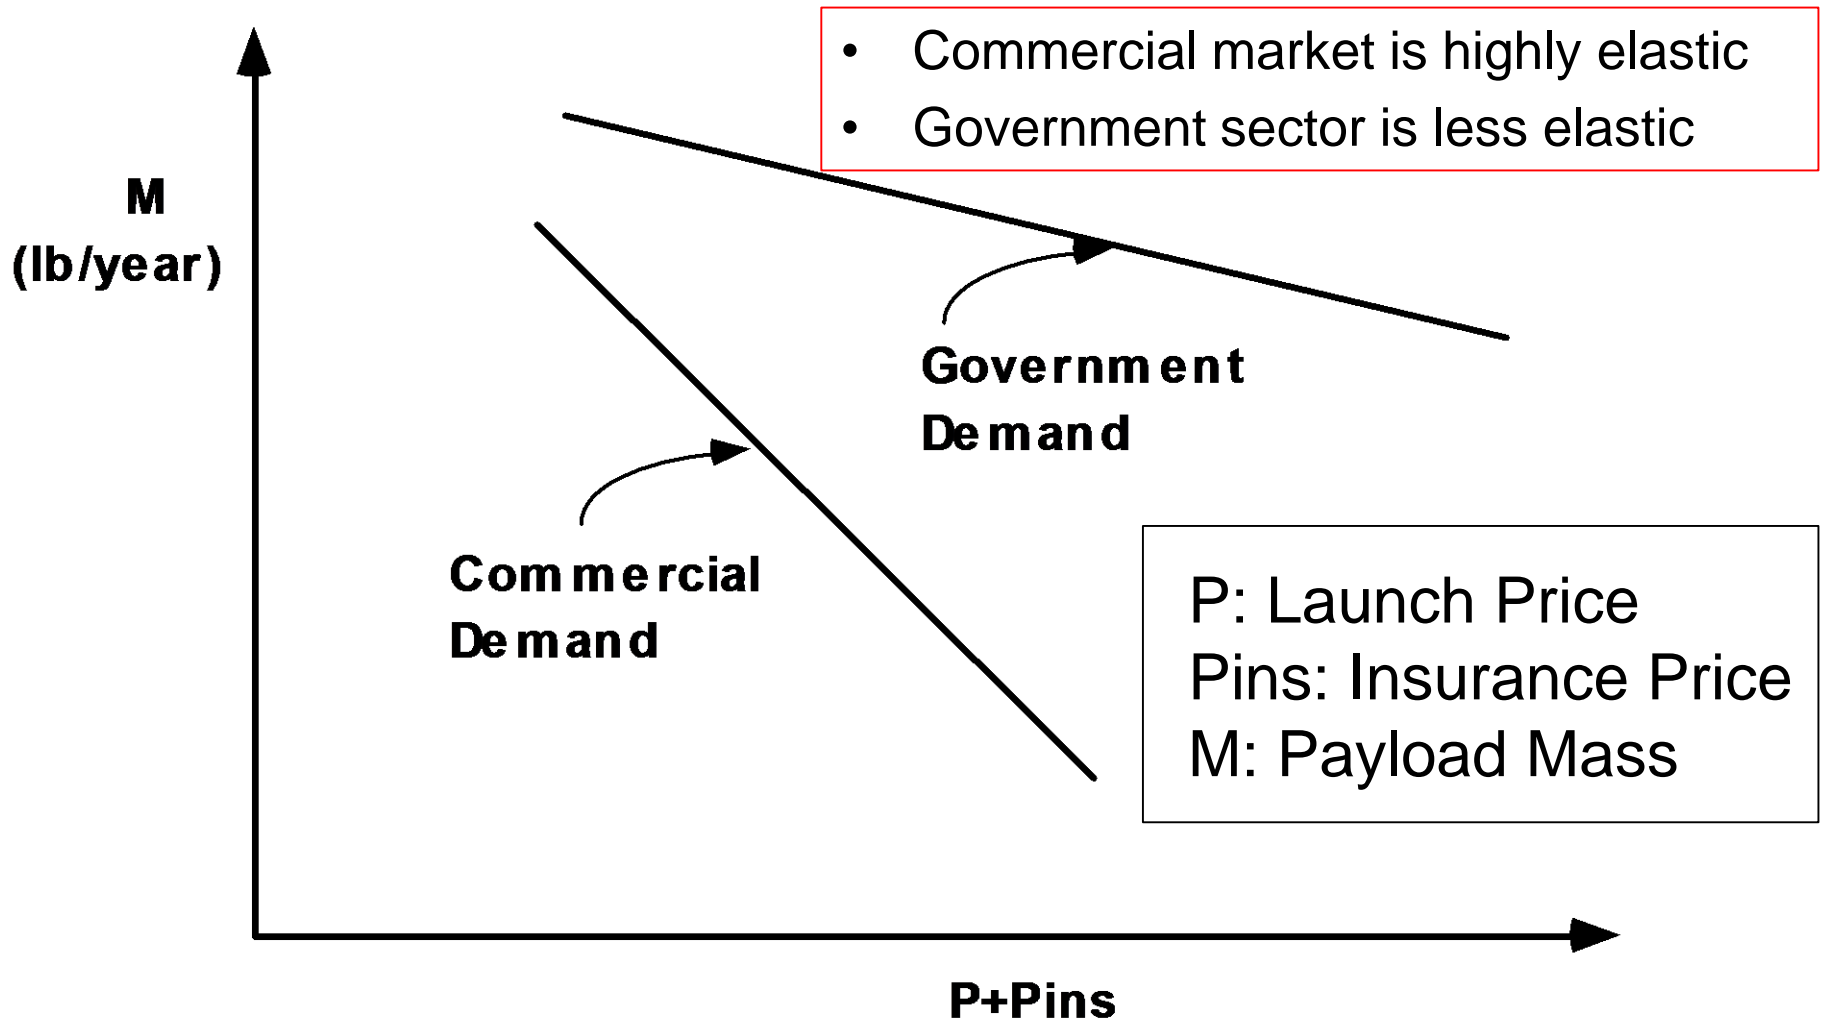 • Commercial market is highly elastic
• Government sector is less elastic
M
(lb/year)
Government
Demand
Commercial
Demand
P: Launch Price
Pins: Insurance Price
M: Payload Mass
P+Pins